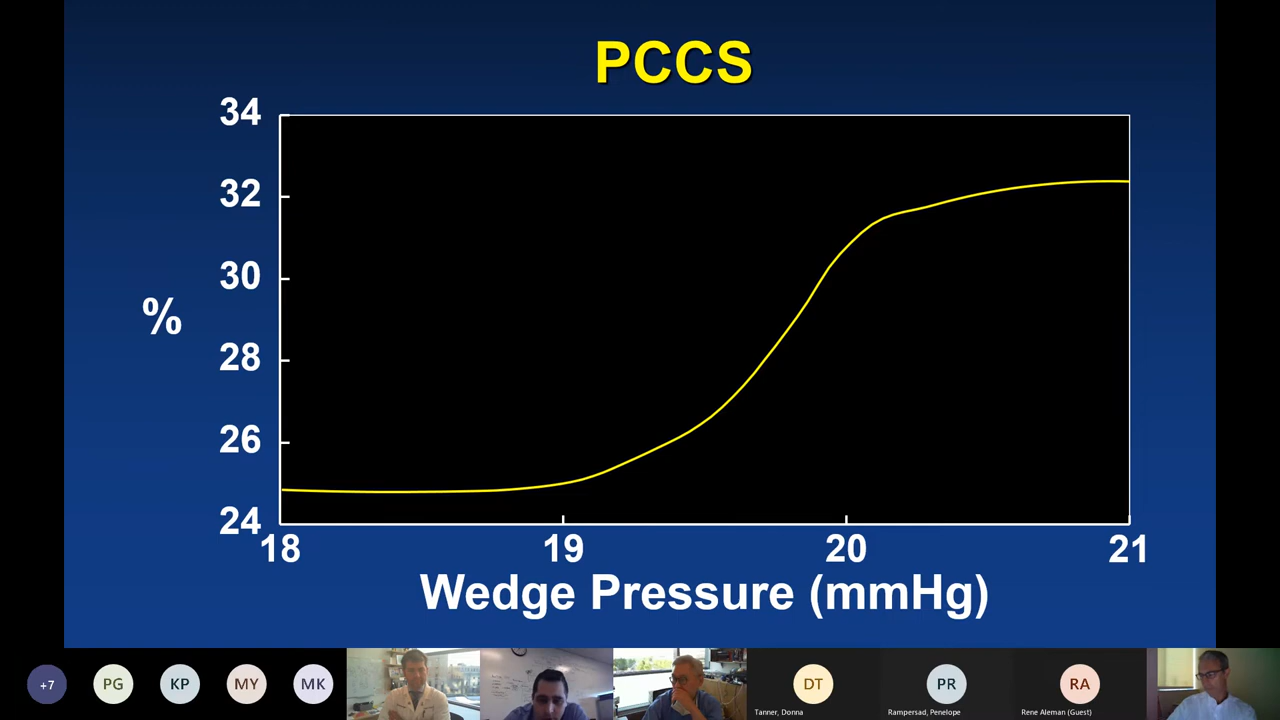 PCCS
34
32
30
28
26
24
%
18 19 20 21
Wedge Pressure (mmHg)
+7 PG KP MY MK DT PR RA
Tanner, Donna Rampersad, Penelope Rene Aleman (Guest)